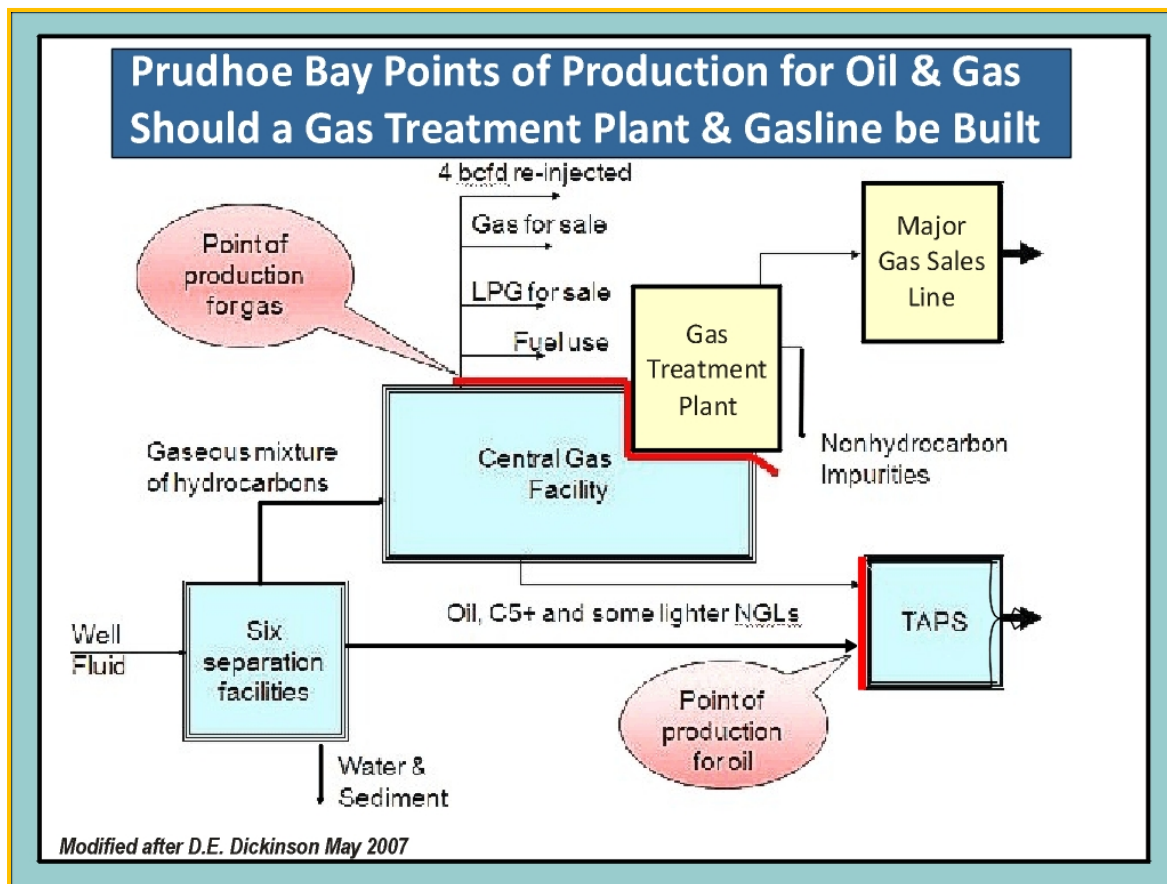 Prudhoe Bay Points of Production for Oil & Gas
Should a Gas Treatment Plant & Gasline be Built
4 bcfd re-injected
Gas for sale
LPG for sale
Fuel use
Point of
production
for gas
Major
Gas Sales
Line
Gas
Treatment
Plant
Nonhydrocarbon
Impurities
Gaseous mixture
of hydrocarbons
Central Gas
Facility
Well
Fluid
Six
separation
facilities
Oil, C5+ and some lighter NGLs
TAPS
Point of
production
for oil
Water &
Sediment
Modified after D.E. Dickinson May 2007